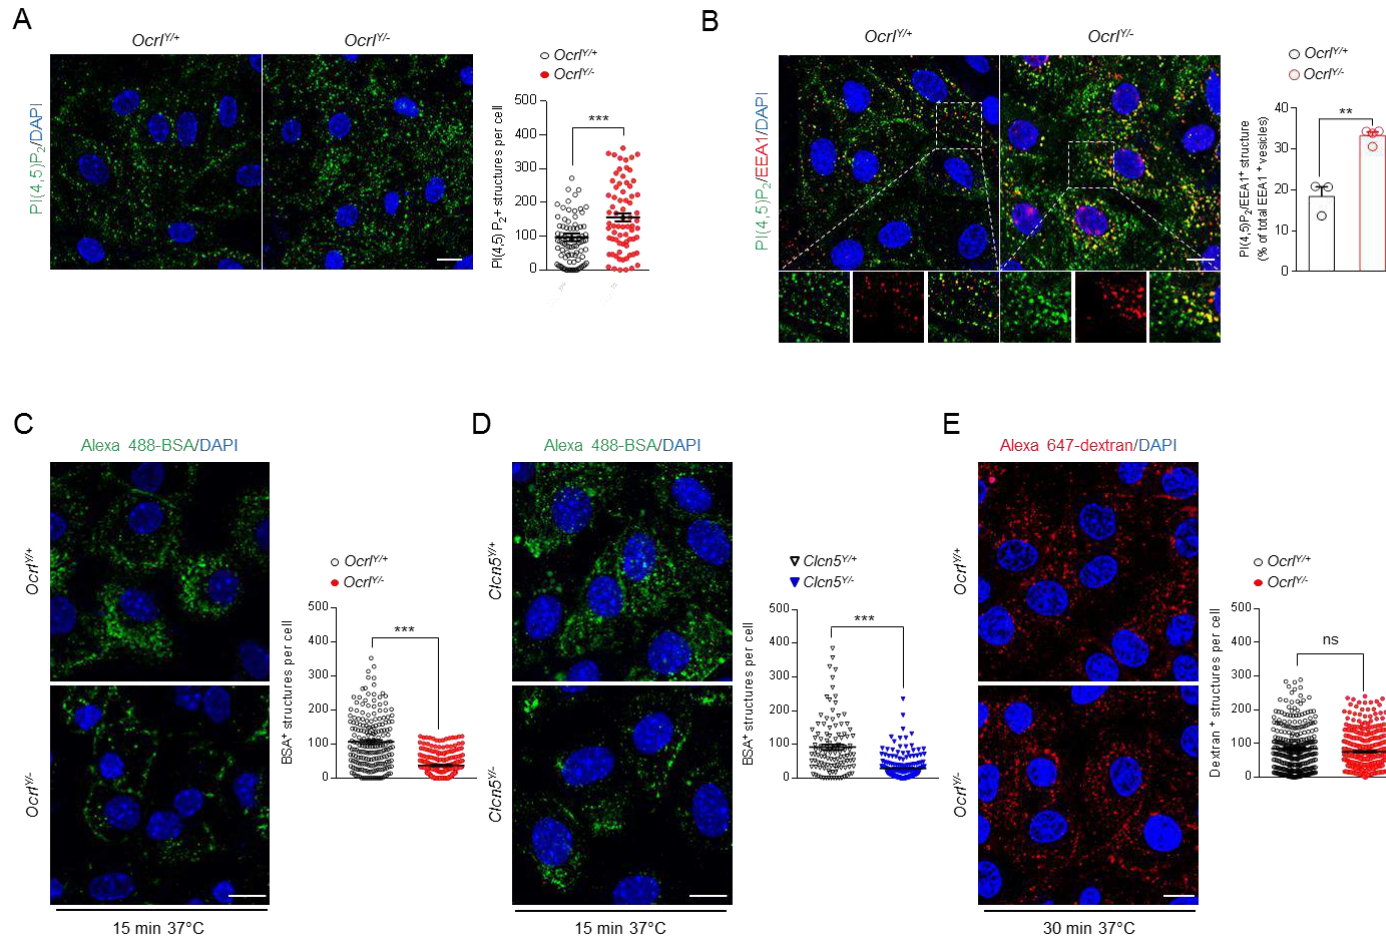 A
Ocrl^Y/+
Ocrl^Y/-
PI(4,5)P₂/DAPI
Ocrl^Y/+
Ocrl^Y/-
PI(4,5) P₂+ structures per cell
500
400
300
200
100
0
***
B
Ocrl^Y/+
Ocrl^Y/-
PI(4,5)P₂/EEA1/DAPI
Ocrl^Y/+
Ocrl^Y/-
PI(4,5)P₂/EEA1⁺ structure
(% of total EEA1 ⁺ vesicles)
40
30
20
10
0
**
C
Alexa 488-BSA/DAPI
Ocrl^Y/+
Ocrl^Y/-
15 min 37°C
Ocrl^Y/+
Ocrl^Y/-
BSA⁺ structures per cell
500
400
300
200
100
0
***
D
Alexa 488-BSA/DAPI
Clcn5^Y/+
Clcn5^Y/-
15 min 37°C
Clcn5^Y/+
Clcn5^Y/-
BSA⁺ structures per cell
500
400
300
200
100
0
***
E
Alexa 647-dextran/DAPI
Ocrl^Y/+
Ocrl^Y/-
30 min 37°C
Ocrl^Y/+
Ocrl^Y/-
Dextran + structures per cell
500
400
300
200
100
0
ns